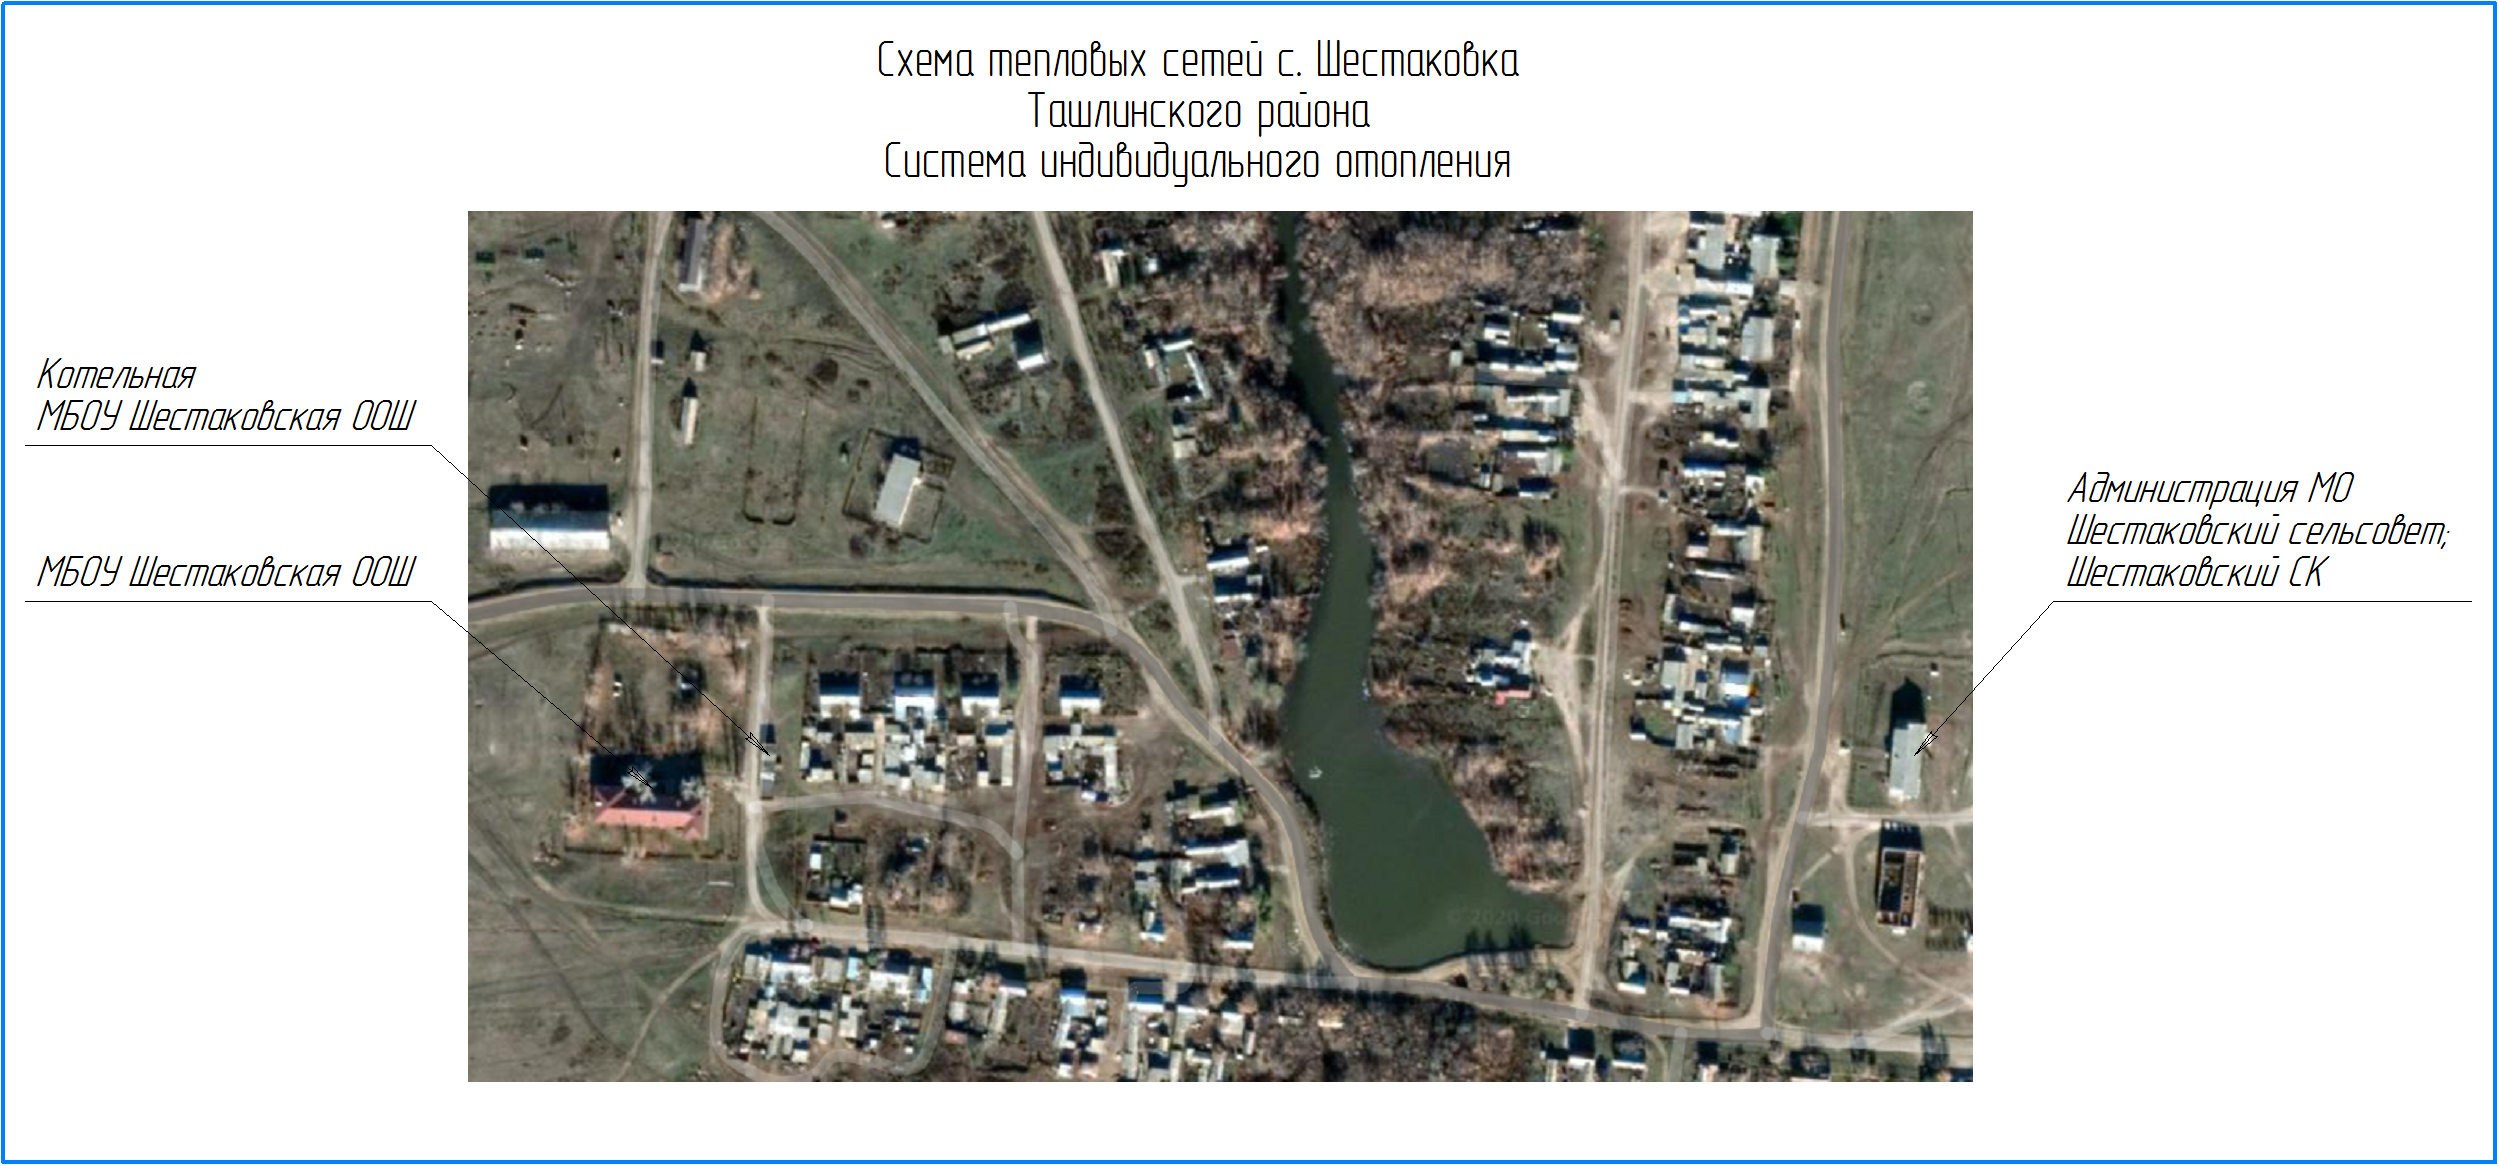 Схема тепловых сетей с. Шестаковка
Ташлинского района
Система индивидуального отопления
Котельная
МБОУ Шестаковская ООШ
МБОУ Шестаковская ООШ
Администрация МО
Шестаковский сельсовет;
Шестаковский СК
© 2020